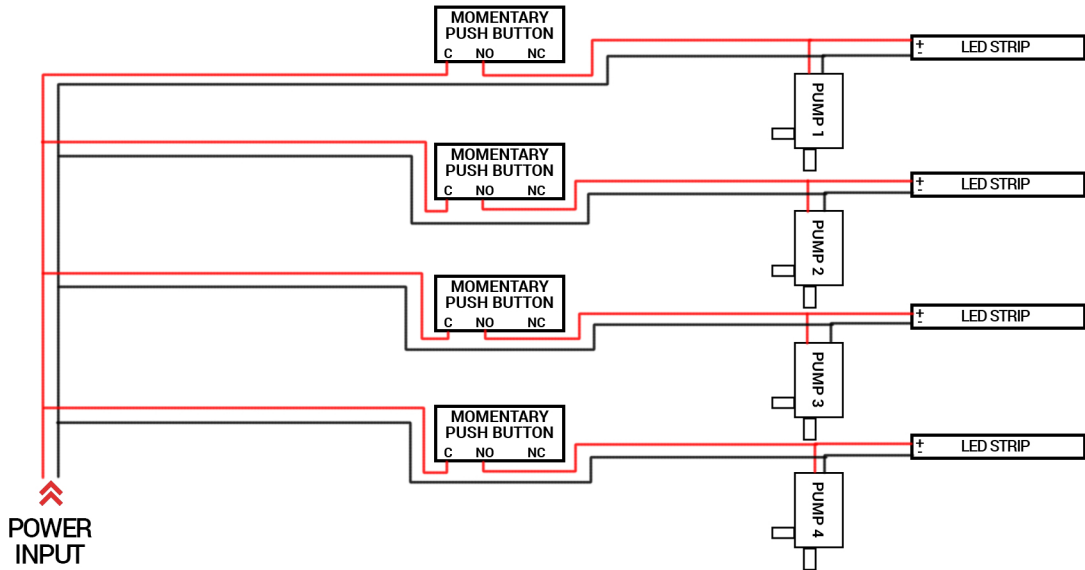 MOMENTARY
PUSH BUTTON
C NO NC
+
-
LED STRIP
PUMP 1
MOMENTARY
PUSH BUTTON
C NO NC
+
-
LED STRIP
PUMP 2
MOMENTARY
PUSH BUTTON
C NO NC
+
-
LED STRIP
PUMP 3
MOMENTARY
PUSH BUTTON
C NO NC
+
-
LED STRIP
PUMP 4
POWER
INPUT